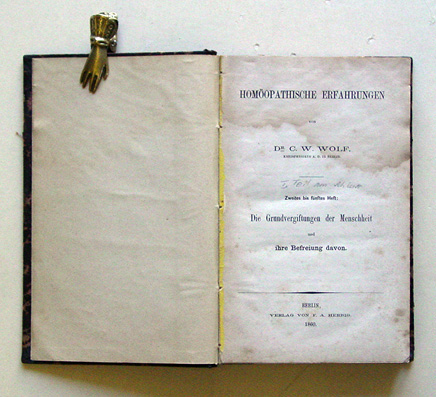 HOMÖOPATHISCHE ERFAHRUNGEN
VON
DR. C. W. WOLF,
Zweites bis fünftes Heft:
Die Grundvergiftungen der Menschheit
und
ihre Befreiung davon.
BERLIN,
VERLAG VON F. A. HERBIG.
1860.